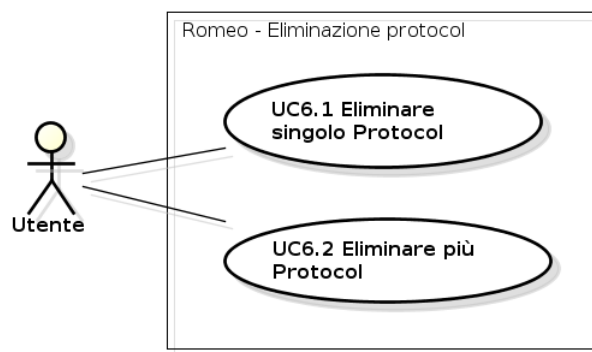 Romeo - Eliminazione protocol
UC6.1 Eliminare
singolo Protocol
Utente
UC6.2 Eliminare più
Protocol